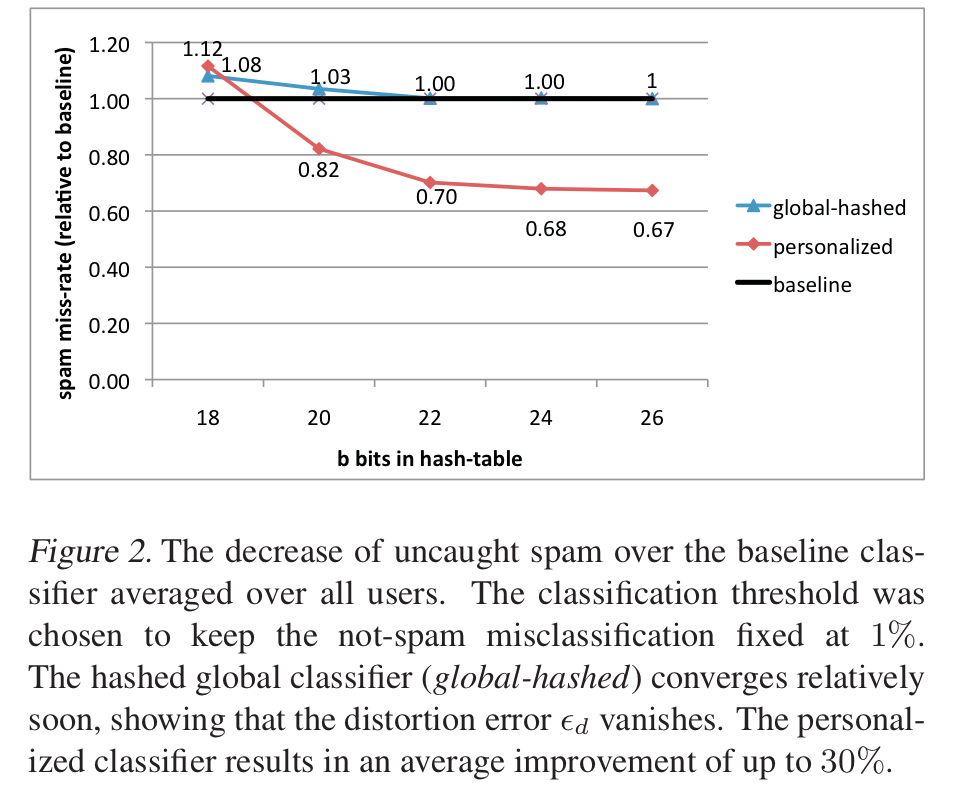 1.20
1.00
0.80
0.60
0.40
0.20
0.00
spam miss-rate (relative to baseline)
1.12
1.08
1.03
1.00
1.00
1
0.82
0.70
0.68
0.67
18 20 22 24 26
b bits in hash-table
global-hashed
personalized
baseline
Figure 2. The decrease of uncaught spam over the baseline clas-
sifier averaged over all users. The classification threshold was
chosen to keep the not-spam misclassification fixed at 1%.
The hashed global classifier (global-hashed) converges relatively
soon, showing that the distortion error ϵd vanishes. The personal-
ized classifier results in an average improvement of up to 30%.